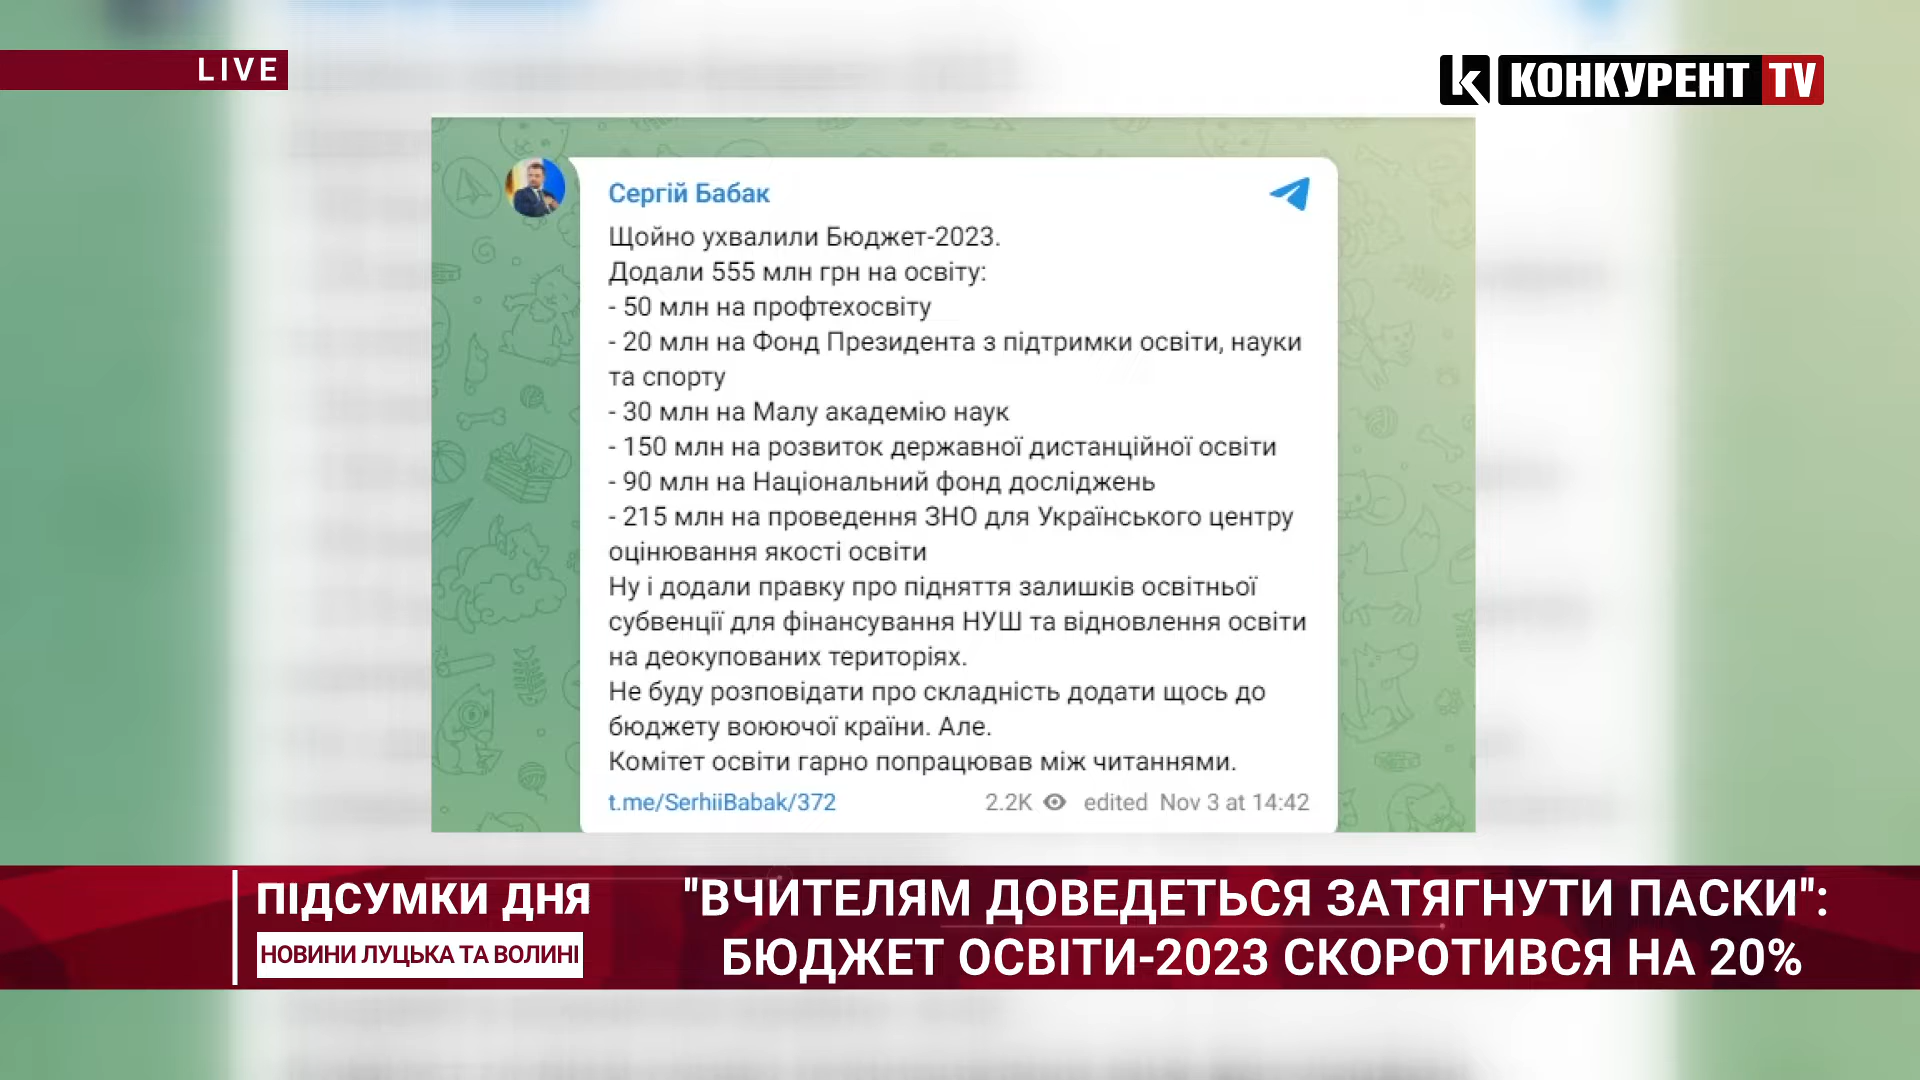 LIVE
КОНКУРЕНТ TV
Сергій Бабак
Щойно ухвалили Бюджет-2023.
Додали 555 млн грн на освіту:
- 50 млн на профтехосвіту
- 20 млн на Фонд Президента з підтримки освіти, науки
та спорту
- 30 млн на Малу академію наук
- 150 млн на розвиток державної дистанційної освіти
- 90 млн на Національний фонд досліджень
- 215 млн на проведення ЗНО для Українського центру
оцінювання якості освіти
Ну і додали правку про підняття залишків освітньої
субвенції для фінансування НУШ та відновлення освіти
на деокупованих територіях.
Не буду розповідати про складність додати щось до
бюджету воюючої країни. Але.
Комітет освіти гарно попрацював між читаннями.
t.me/SerhiiBabak/372 2.2K edited Nov 3 at 14:42
ПІДСУМКИ ДНЯ
НОВИНИ ЛУЦЬКА ТА ВОЛИНІ
"ВЧИТЕЛЯМ ДОВЕДЕТЬСЯ ЗАТЯГНУТИ ПАСКИ":
БЮДЖЕТ ОСВІТИ-2023 СКОРОТИВСЯ НА 20%